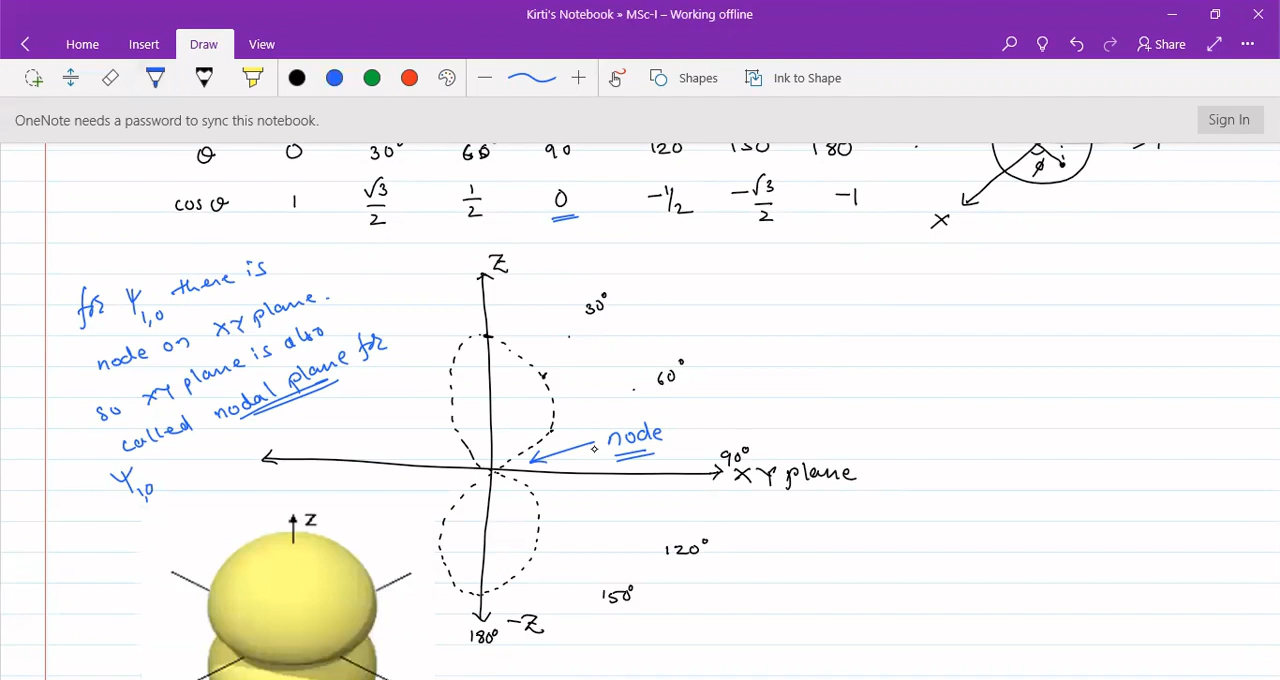 Kirti's Notebook » MSc-I – Working offline
Home Insert Draw View Share
Shapes Ink to Shape
OneNote needs a password to sync this notebook. Sign In
θ 0 30° 60° 90 120 150 180
cos θ 1 √3/2 1/2 0 -1/2 -√3/2 -1
ϕ
X
for Ψ1,0 there is
node on XY plane.
so XY plane is also
called nodal plane for
Ψ1,0
Z
30°
60°
node
90°
XY plane
120°
150°
180° -Z
Z